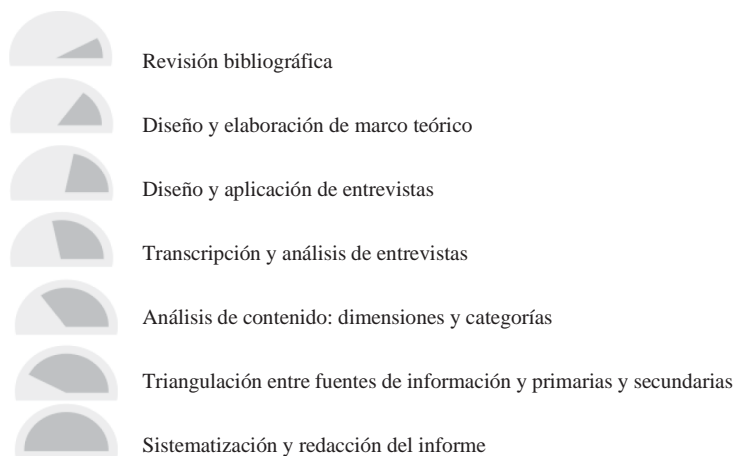 Revisión bibliográfica
Diseño y elaboración de marco teórico
Diseño y aplicación de entrevistas
Transcripción y análisis de entrevistas
Análisis de contenido: dimensiones y categorías
Triangulación entre fuentes de información y primarias y secundarias
Sistematización y redacción del informe